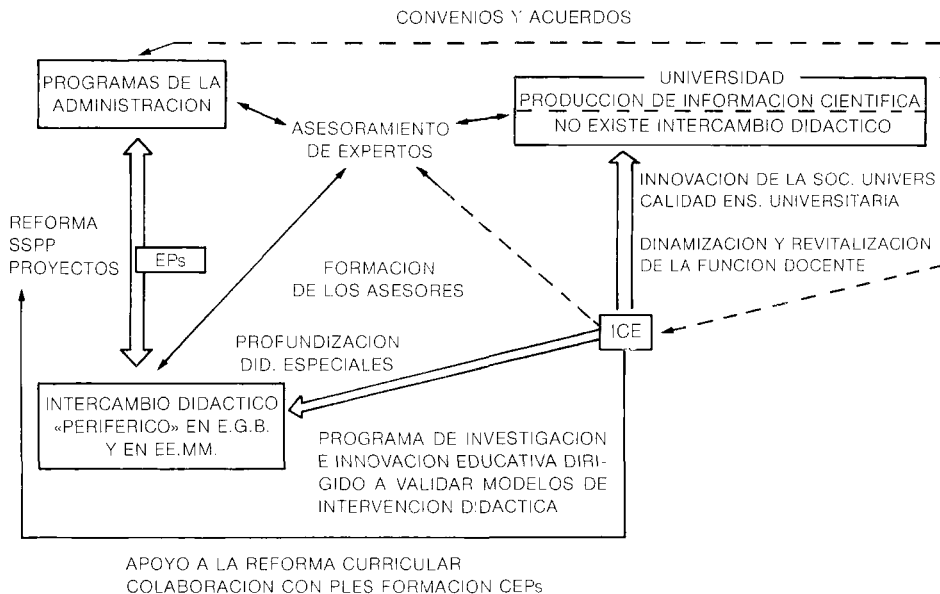 CONVENIOS Y ACUERDOS
PROGRAMAS DE LA
ADMINISTRACION
UNIVERSIDAD
PRODUCCION DE INFORMACION CIENTIFICA
NO EXISTE INTERCAMBIO DIDACTICO
ASESORAMIENTO
DE EXPERTOS
INNOVACION DE LA SOC. UNIVERS
CALIDAD ENS. UNIVERSITARIA
REFORMA
SSPP
PROYECTOS
EPs
DINAMIZACION Y REVITALIZACION
DE LA FUNCION DOCENTE
FORMACION
DE LOS ASESORES
ICE
PROFUNDIZACION
DID. ESPECIALES
INTERCAMBIO DIDACTICO
«PERIFERICO» EN E.G.B.
Y EN EE.MM.
PROGRAMA DE INVESTIGACION
E INNOVACION EDUCATIVA DIRI-
GIDO A VALIDAR MODELOS DE
INTERVENCION DIDACTICA
APOYO A LA REFORMA CURRICULAR
COLABORACION CON PLES FORMACION CEPs